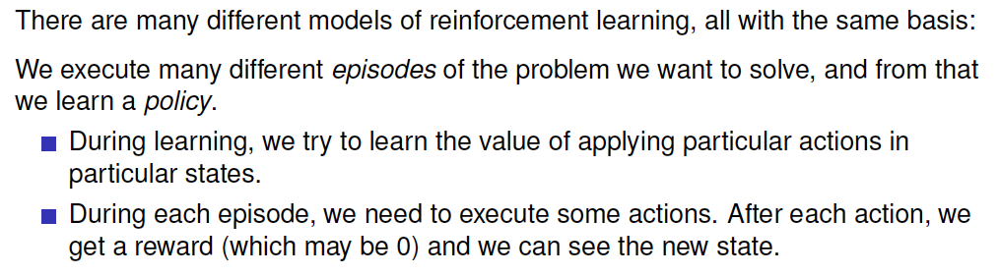 There are many different models of reinforcement learning, all with the same basis:
We execute many different episodes of the problem we want to solve, and from that
we learn a policy.
During learning, we try to learn the value of applying particular actions in
particular states.
During each episode, we need to execute some actions. After each action, we
get a reward (which may be 0) and we can see the new state.